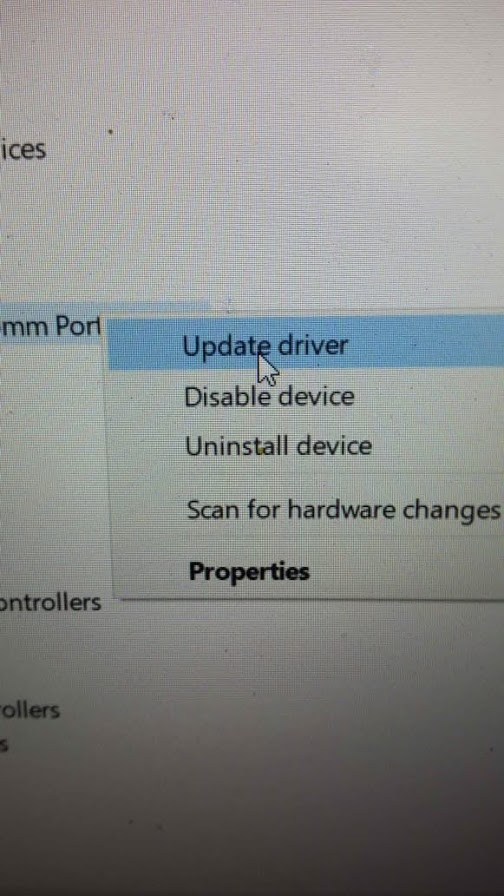 ices
mm Port
Update driver
Disable device
Uninstall device
Scan for hardware changes
Properties
ontrollers
ollers
s